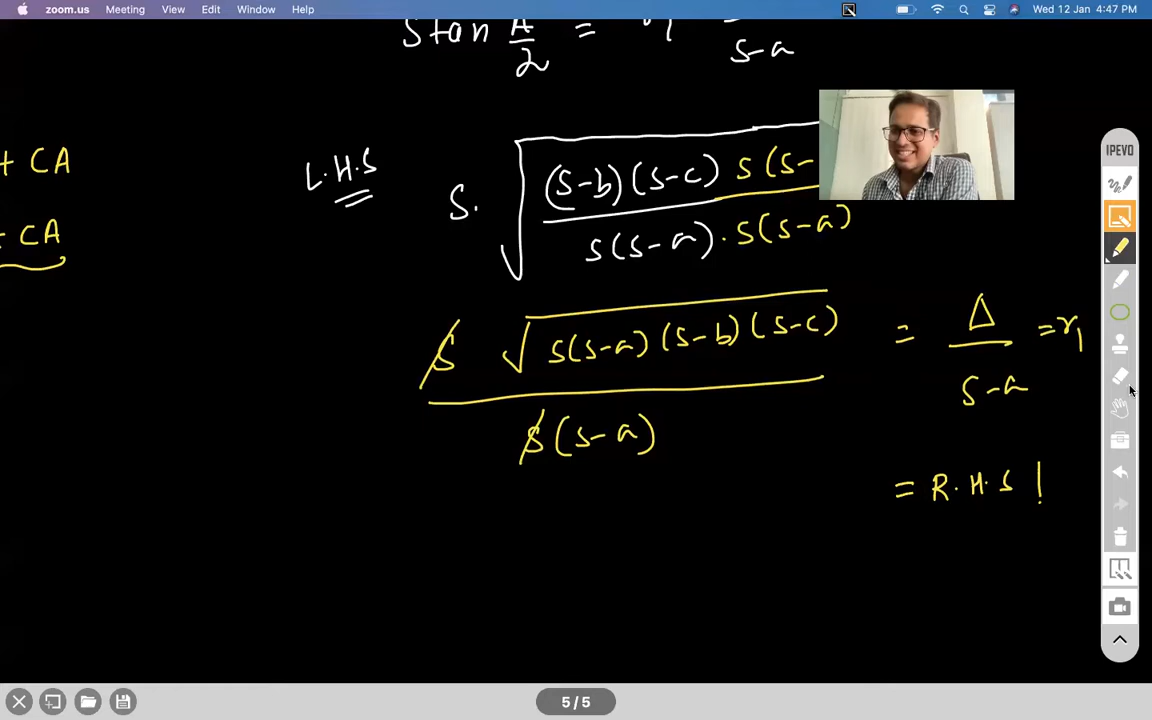 zoom.us Meeting View Edit Window Help Wed 12 Jan 4:47 PM
S tan A/2 = r1
s-a
+ CA
+ CA
L.H.S
S. √ (s-b)(s-c) s(s-
s(s-a) . s(s-a)
IPEVO
S √ s(s-a)(s-b)(s-c) = Δ = r1
s-a
S(s-a)
= R.H.S !
5/5